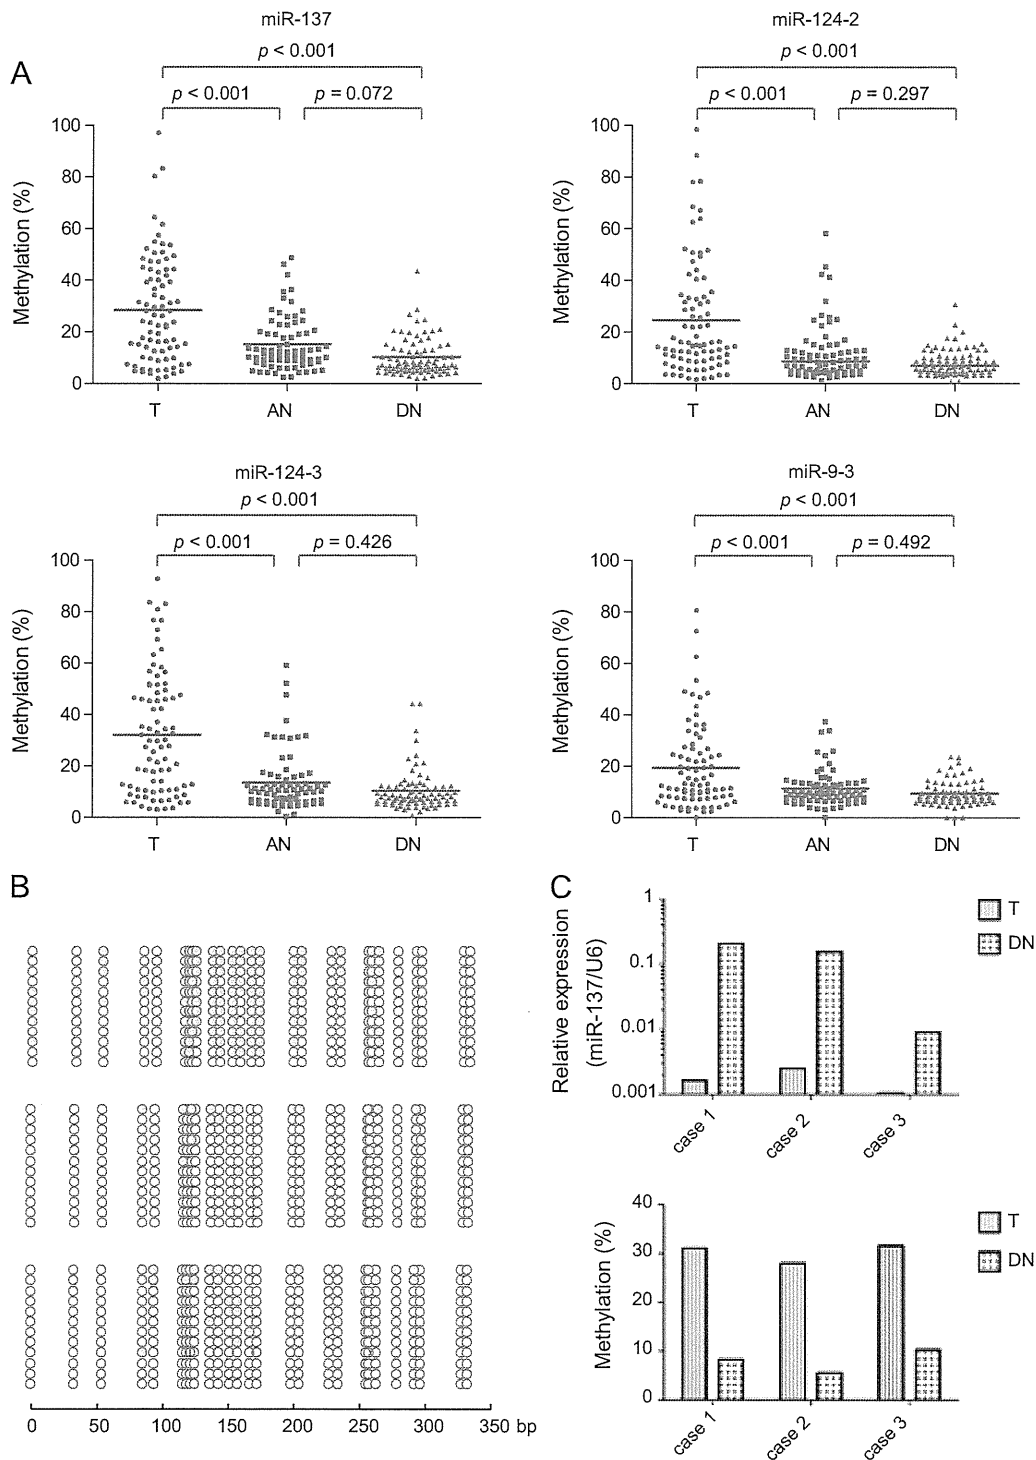 A
miR-137
p < 0.001
p < 0.001
p = 0.072
Methylation (%)
100
80
60
40
20
0
T
AN
DN
miR-124-2
p < 0.001
p < 0.001
p = 0.297
Methylation (%)
100
80
60
40
20
0
T
AN
DN
miR-124-3
p < 0.001
p < 0.001
p = 0.426
Methylation (%)
100
80
60
40
20
0
T
AN
DN
miR-9-3
p < 0.001
p < 0.001
p = 0.492
Methylation (%)
100
80
60
40
20
0
T
AN
DN
B
0 50 100 150 200 250 300 350 bp
C
Relative expression
(miR-137/U6)
1
0.1
0.01
0.001
case 1
case 2
case 3
T
DN
Methylation (%)
40
30
20
10
0
case 1
case 2
case 3
T
DN